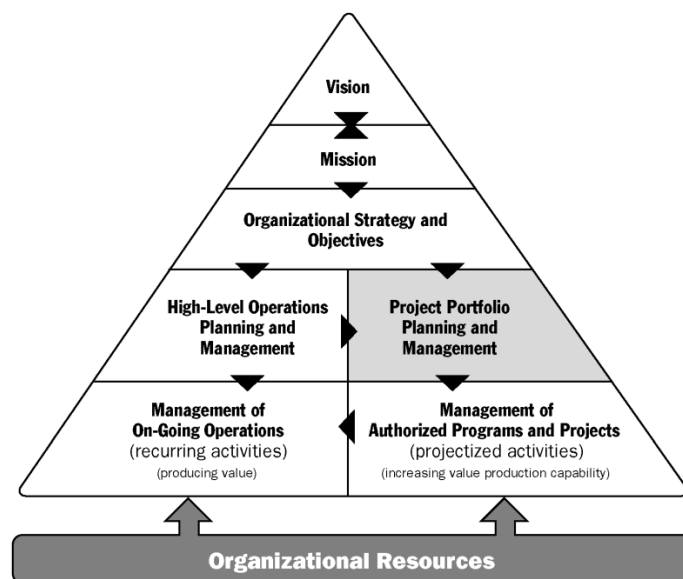 Vision
Mission
Organizational Strategy and
Objectives
High-Level Operations
Planning and
Management
Project Portfolio
Planning and
Management
Management of
On-Going Operations
(recurring activities)
(producing value)
Management of
Authorized Programs and Projects
(projectized activities)
(increasing value production capability)
Organizational Resources